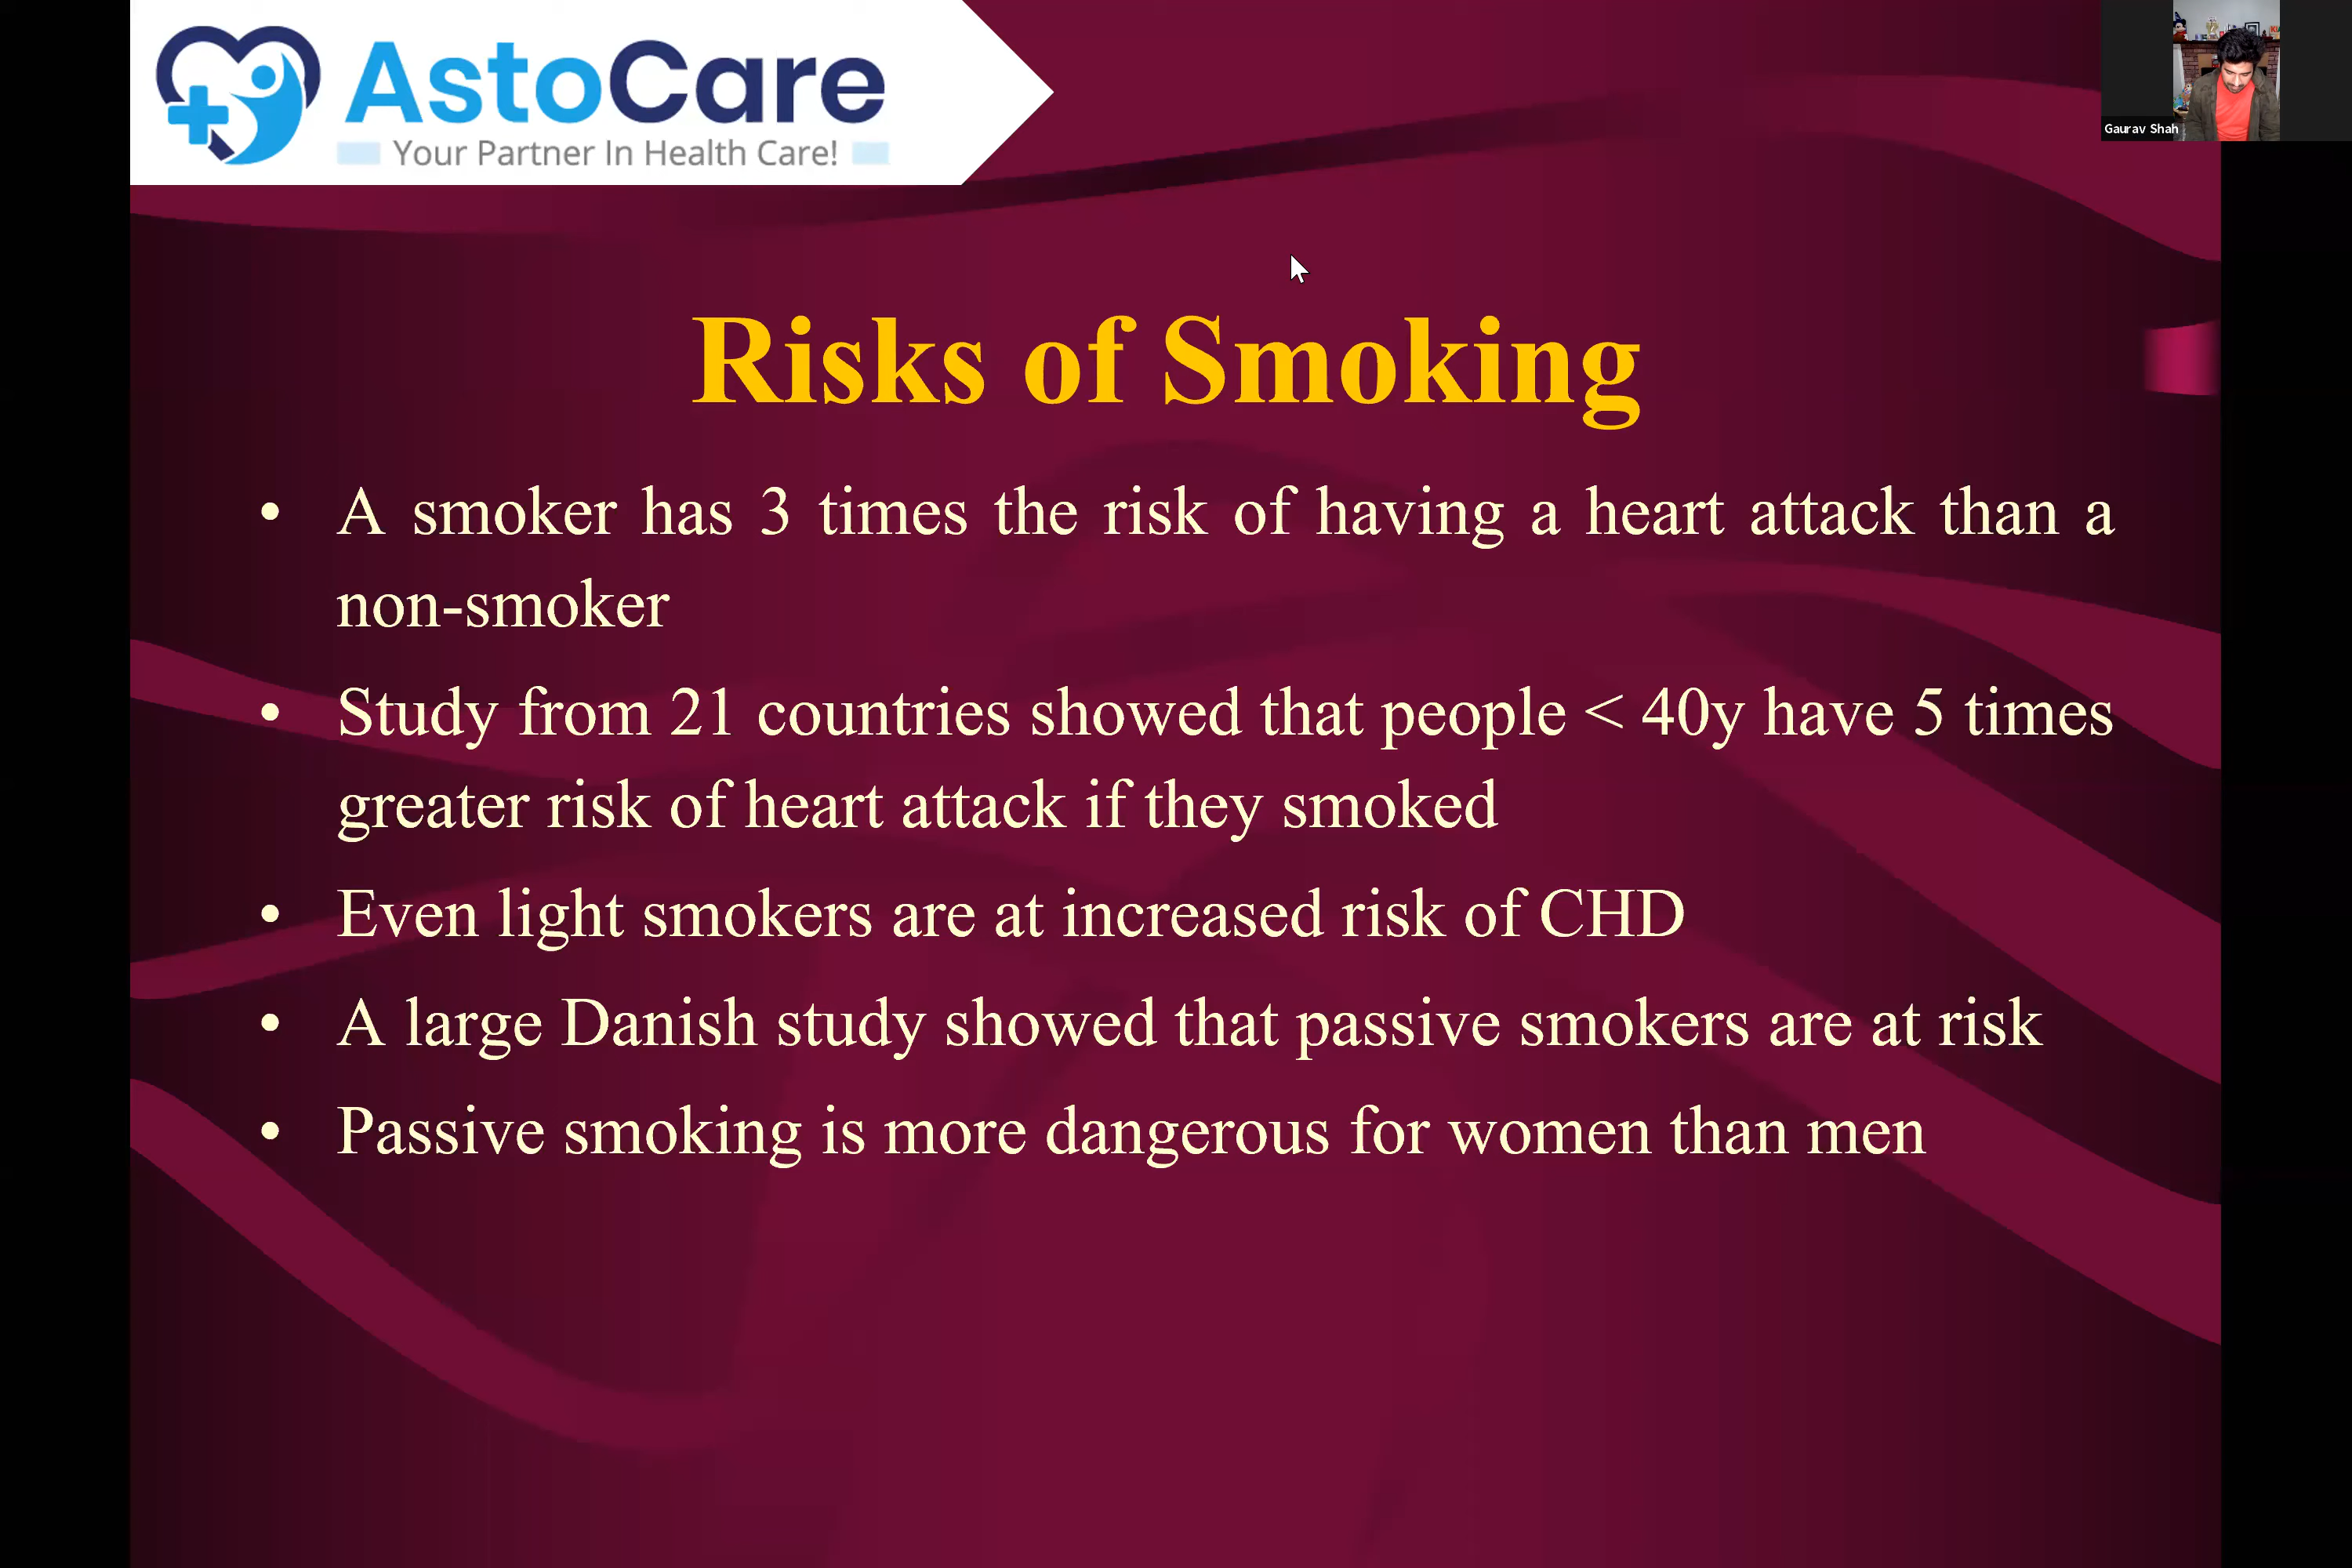 AstoCare
Your Partner In Health Care!
Gaurav Shah
Risks of Smoking
• A smoker has 3 times the risk of having a heart attack than a
non-smoker
• Study from 21 countries showed that people < 40y have 5 times
greater risk of heart attack if they smoked
• Even light smokers are at increased risk of CHD
• A large Danish study showed that passive smokers are at risk
• Passive smoking is more dangerous for women than men